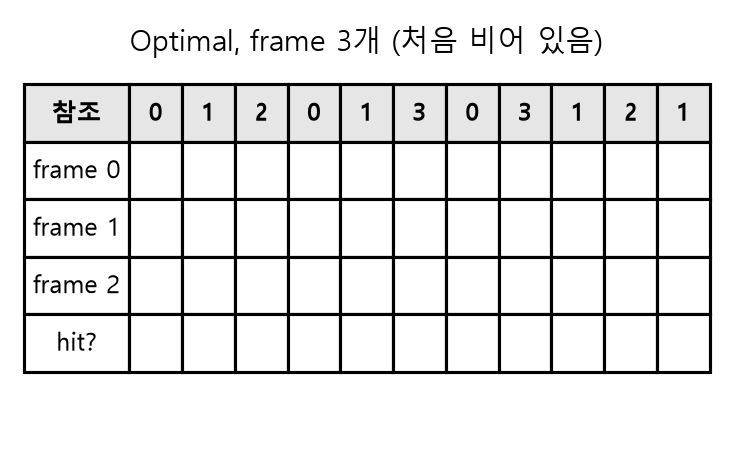 Optimal, frame 3개 (처음 비어 있음)
참조 0 1 2 0 1 3 0 3 1 2 1
frame 0
frame 1
frame 2
hit?